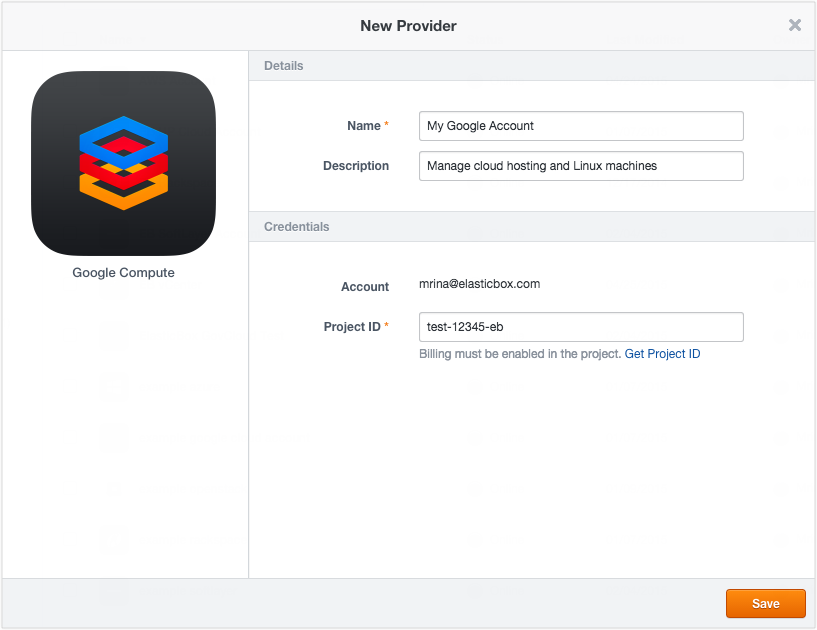 New Provider
Details
Name *
My Google Account
Description
Manage cloud hosting and Linux machines
Google Compute
Credentials
Account
mrina@elasticbox.com
Project ID *
test-12345-eb
Billing must be enabled in the project. Get Project ID
Save